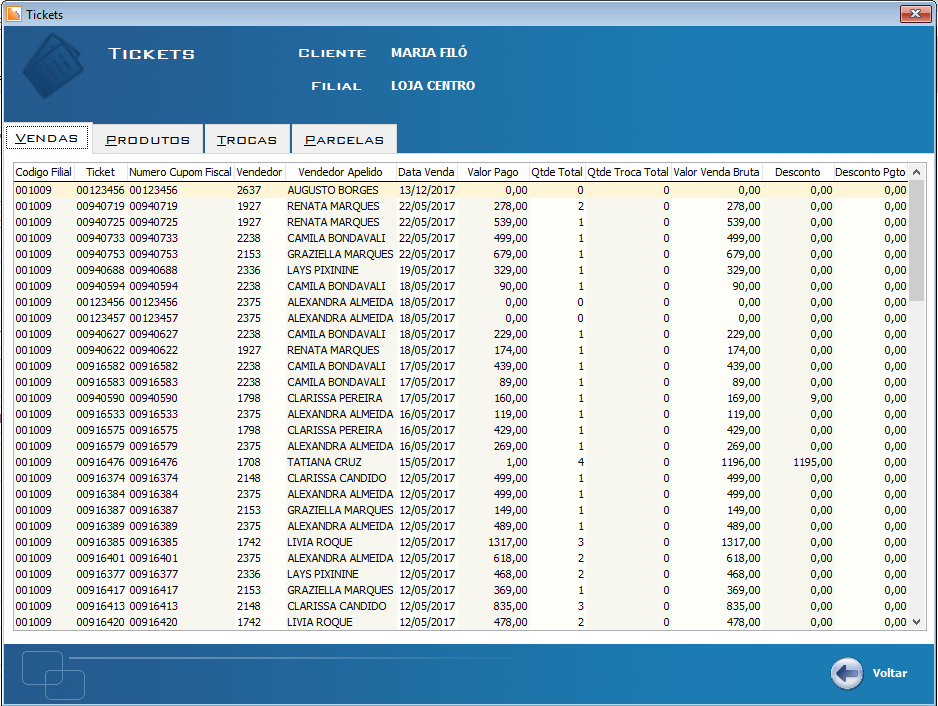 Tickets
TICKETS CLIENTE MARIA FILÓ
FILIAL LOJA CENTRO
VENDAS PRODUTOS TROCAS PARCELAS
Codigo Filial Ticket Numero Cupom Fiscal Vendedor Vendedor Apelido Data Venda Valor Pago Qtde Total Qtde Troca Total Valor Venda Bruta Desconto Desconto Pgto
001009 00123456 00123456 2637 AUGUSTO BORGES 13/12/2017 0,00 0 0 0,00 0,00 0,00
001009 00940719 00940719 1927 RENATA MARQUES 22/05/2017 278,00 2 0 278,00 0,00 0,00
001009 00940725 00940725 1927 RENATA MARQUES 22/05/2017 539,00 1 0 539,00 0,00 0,00
001009 00940733 00940733 2238 CAMILA BONDAVALI 22/05/2017 499,00 1 0 499,00 0,00 0,00
001009 00940753 00940753 2153 GRAZIELLA MARQUES 22/05/2017 679,00 1 0 679,00 0,00 0,00
001009 00940688 00940688 2336 LAYS PIXININE 19/05/2017 329,00 1 0 329,00 0,00 0,00
001009 00940594 00940594 2238 CAMILA BONDAVALI 18/05/2017 90,00 1 0 90,00 0,00 0,00
001009 00123456 00123456 2375 ALEXANDRA ALMEIDA 18/05/2017 0,00 0 0 0,00 0,00 0,00
001009 00123457 00123457 2375 ALEXANDRA ALMEIDA 18/05/2017 0,00 0 0 0,00 0,00 0,00
001009 00940627 00940627 2238 CAMILA BONDAVALI 18/05/2017 229,00 1 0 229,00 0,00 0,00
001009 00940622 00940622 1927 RENATA MARQUES 18/05/2017 174,00 1 0 174,00 0,00 0,00
001009 00916582 00916582 2238 CAMILA BONDAVALI 17/05/2017 439,00 1 0 439,00 0,00 0,00
001009 00916583 00916583 2238 CAMILA BONDAVALI 17/05/2017 89,00 1 0 89,00 0,00 0,00
001009 00940590 00940590 1798 CLARISSA PEREIRA 17/05/2017 160,00 1 0 169,00 9,00 0,00
001009 00916533 00916533 2375 ALEXANDRA ALMEIDA 16/05/2017 119,00 1 0 119,00 0,00 0,00
001009 00916575 00916575 1798 CLARISSA PEREIRA 16/05/2017 429,00 1 0 429,00 0,00 0,00
001009 00916579 00916579 2375 ALEXANDRA ALMEIDA 16/05/2017 269,00 1 0 269,00 0,00 0,00
001009 00916476 00916476 1708 TATIANA CRUZ 15/05/2017 1,00 4 0 1196,00 1195,00 0,00
001009 00916374 00916374 2148 CLARISSA CANDIDO 12/05/2017 499,00 1 0 499,00 0,00 0,00
001009 00916384 00916384 2375 ALEXANDRA ALMEIDA 12/05/2017 499,00 1 0 499,00 0,00 0,00
001009 00916387 00916387 2153 GRAZIELLA MARQUES 12/05/2017 149,00 1 0 149,00 0,00 0,00
001009 00916389 00916389 2375 ALEXANDRA ALMEIDA 12/05/2017 489,00 1 0 489,00 0,00 0,00
001009 00916385 00916385 1742 LIVIA ROQUE 12/05/2017 1317,00 3 0 1317,00 0,00 0,00
001009 00916401 00916401 2375 ALEXANDRA ALMEIDA 12/05/2017 618,00 2 0 618,00 0,00 0,00
001009 00916377 00916377 2336 LAYS PIXININE 12/05/2017 468,00 2 0 468,00 0,00 0,00
001009 00916417 00916417 2153 GRAZIELLA MARQUES 12/05/2017 369,00 1 0 369,00 0,00 0,00
001009 00916413 00916413 2148 CLARISSA CANDIDO 12/05/2017 835,00 3 0 835,00 0,00 0,00
001009 00916420 00916420 1742 LIVIA ROQUE 12/05/2017 478,00 2 0 478,00 0,00 0,00
Voltar